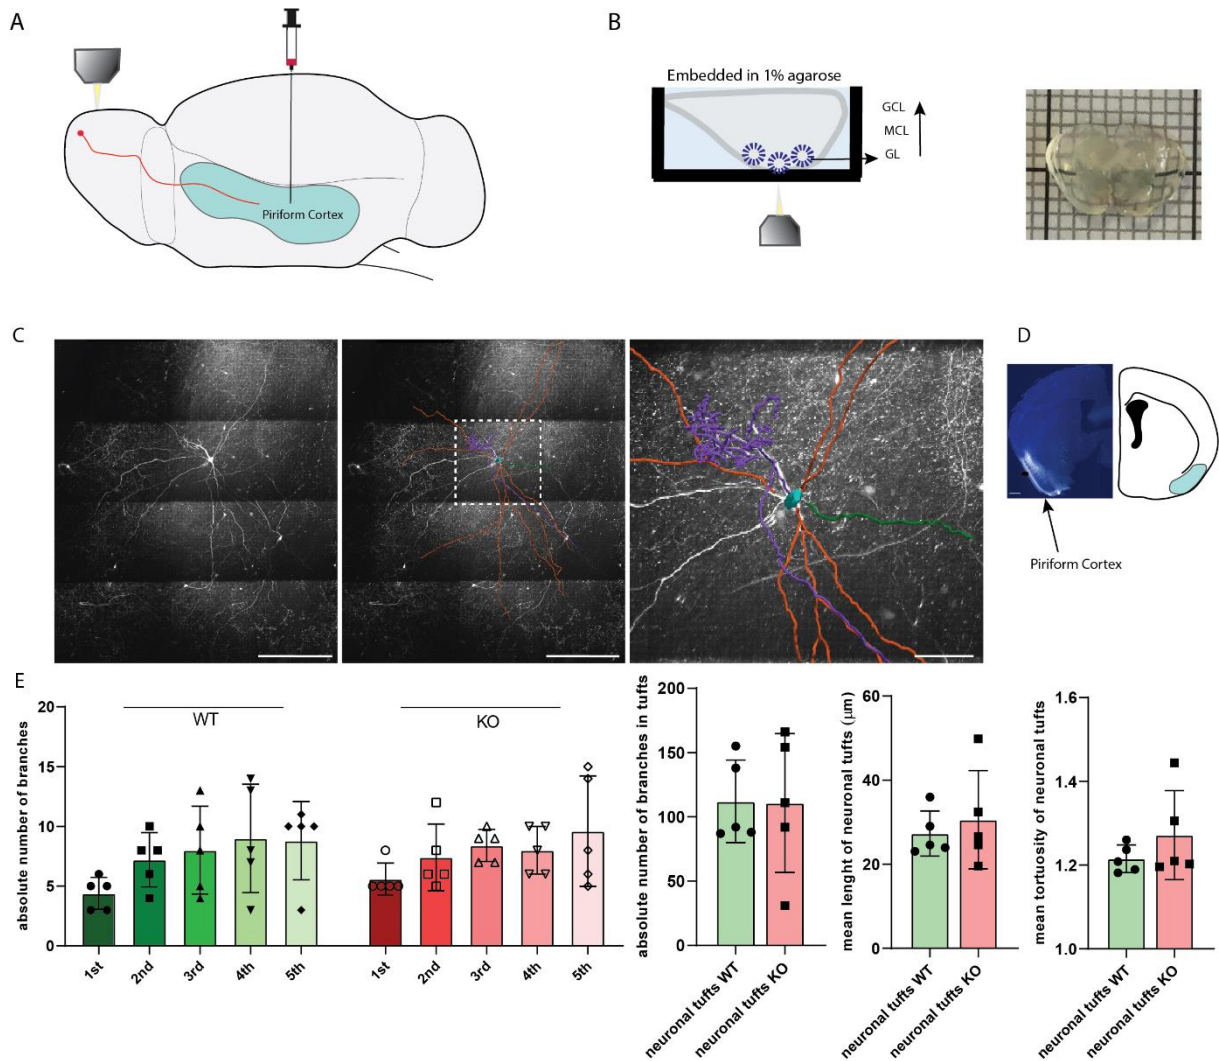 A
Piriform Cortex
B
Embedded in 1% agarose
GCL
MCL
GL
C
D
Piriform Cortex
E
absolute number of branches
20
15
10
5
0
WT
KO
1st
2nd
3rd
4th
5th
1st
2nd
3rd
4th
5th
absolute number of branches in tufts
200
150
100
50
0
neuronal tufts WT
neuronal tufts KO
mean lenght of neuronal tufts (μm)
60
40
20
0
neuronal tufts WT
neuronal tufts KO
mean tortuosity of neuronal tufts
1.6
1.4
1.2
1.0
neuronal tufts WT
neuronal tufts KO